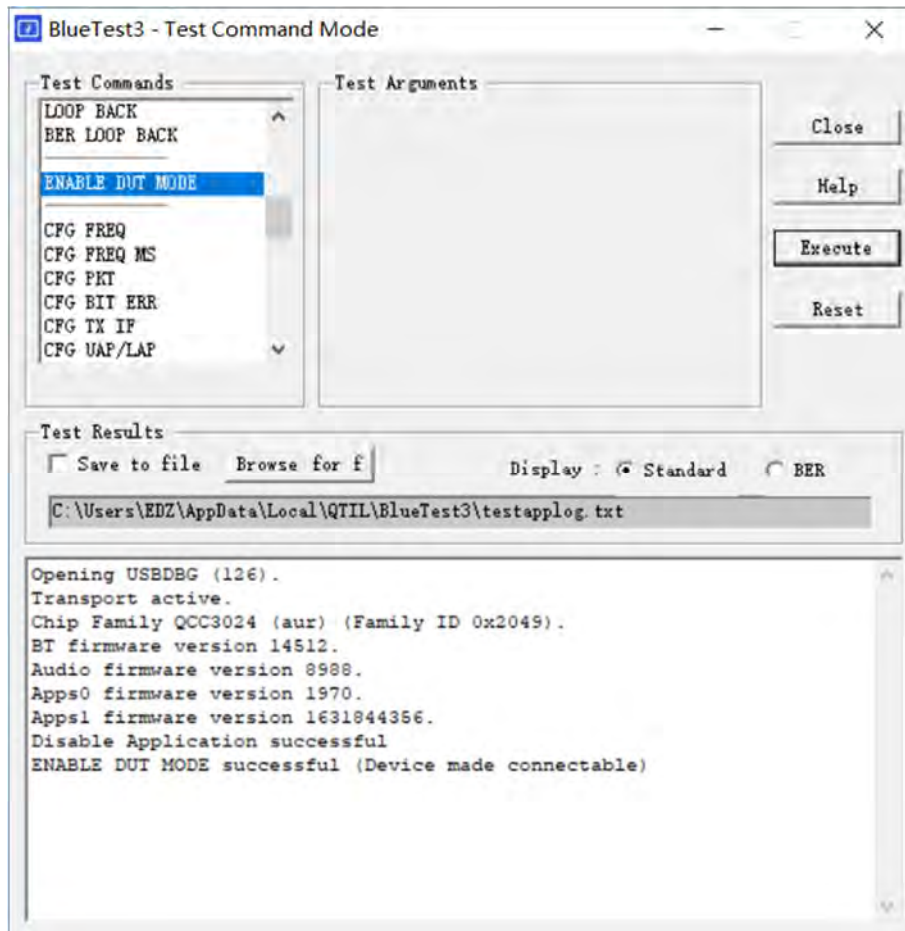 BlueTest3 - Test Command Mode
Test Commands
LOOP BACK
BER LOOP BACK
ENABLE DUT MODE
CFG FREQ
CFG FREQ MS
CFG PKT
CFG BIT ERR
CFG TX IF
CFG UAP/LAP
Test Arguments
Close
Help
Execute
Reset
Test Results
Save to file Browse for f Display : Standard BER
C:\Users\EDZ\AppData\Local\QTIL\BlueTest3\testapplog.txt
Opening USBDBG (126).
Transport active.
Chip Family QCC3024 (aur) (Family ID 0x2049).
BT firmware version 14512.
Audio firmware version 8988.
Apps0 firmware version 1970.
Apps1 firmware version 1631844356.
Disable Application successful
ENABLE DUT MODE successful (Device made connectable)